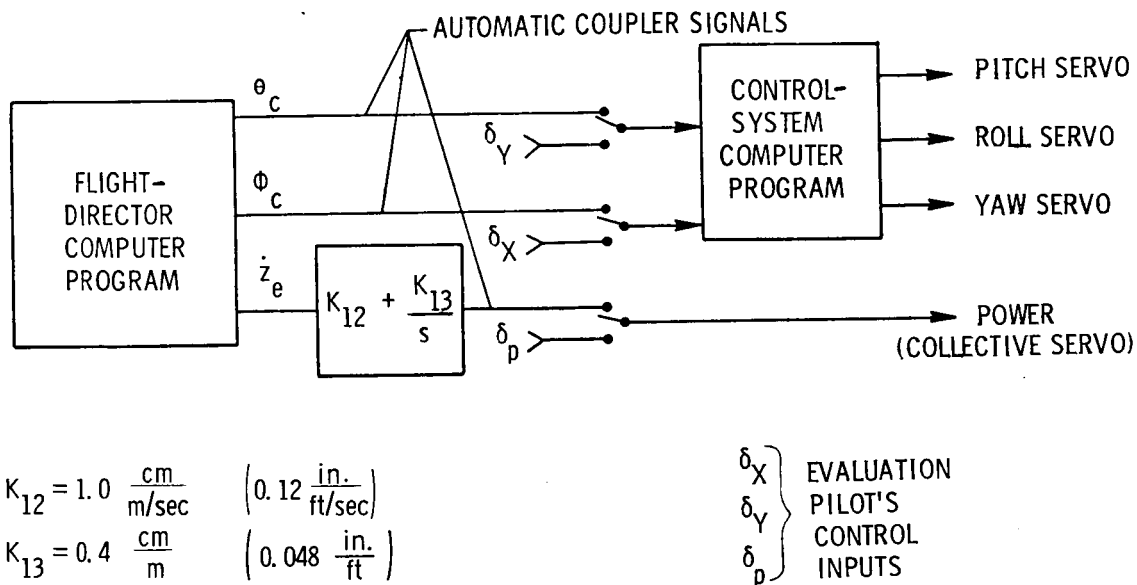 AUTOMATIC COUPLER SIGNALS
FLIGHT-
DIRECTOR
COMPUTER
PROGRAM
θc
Φc
że
K12 + K13/s
δY
δX
δp
CONTROL-
SYSTEM
COMPUTER
PROGRAM
PITCH SERVO
ROLL SERVO
YAW SERVO
POWER
(COLLECTIVE SERVO)
K12 = 1.0 cm/m/sec (0.12 in./ft/sec)
K13 = 0.4 cm/m (0.048 in./ft)
δX
δY
δp
EVALUATION
PILOT'S
CONTROL
INPUTS